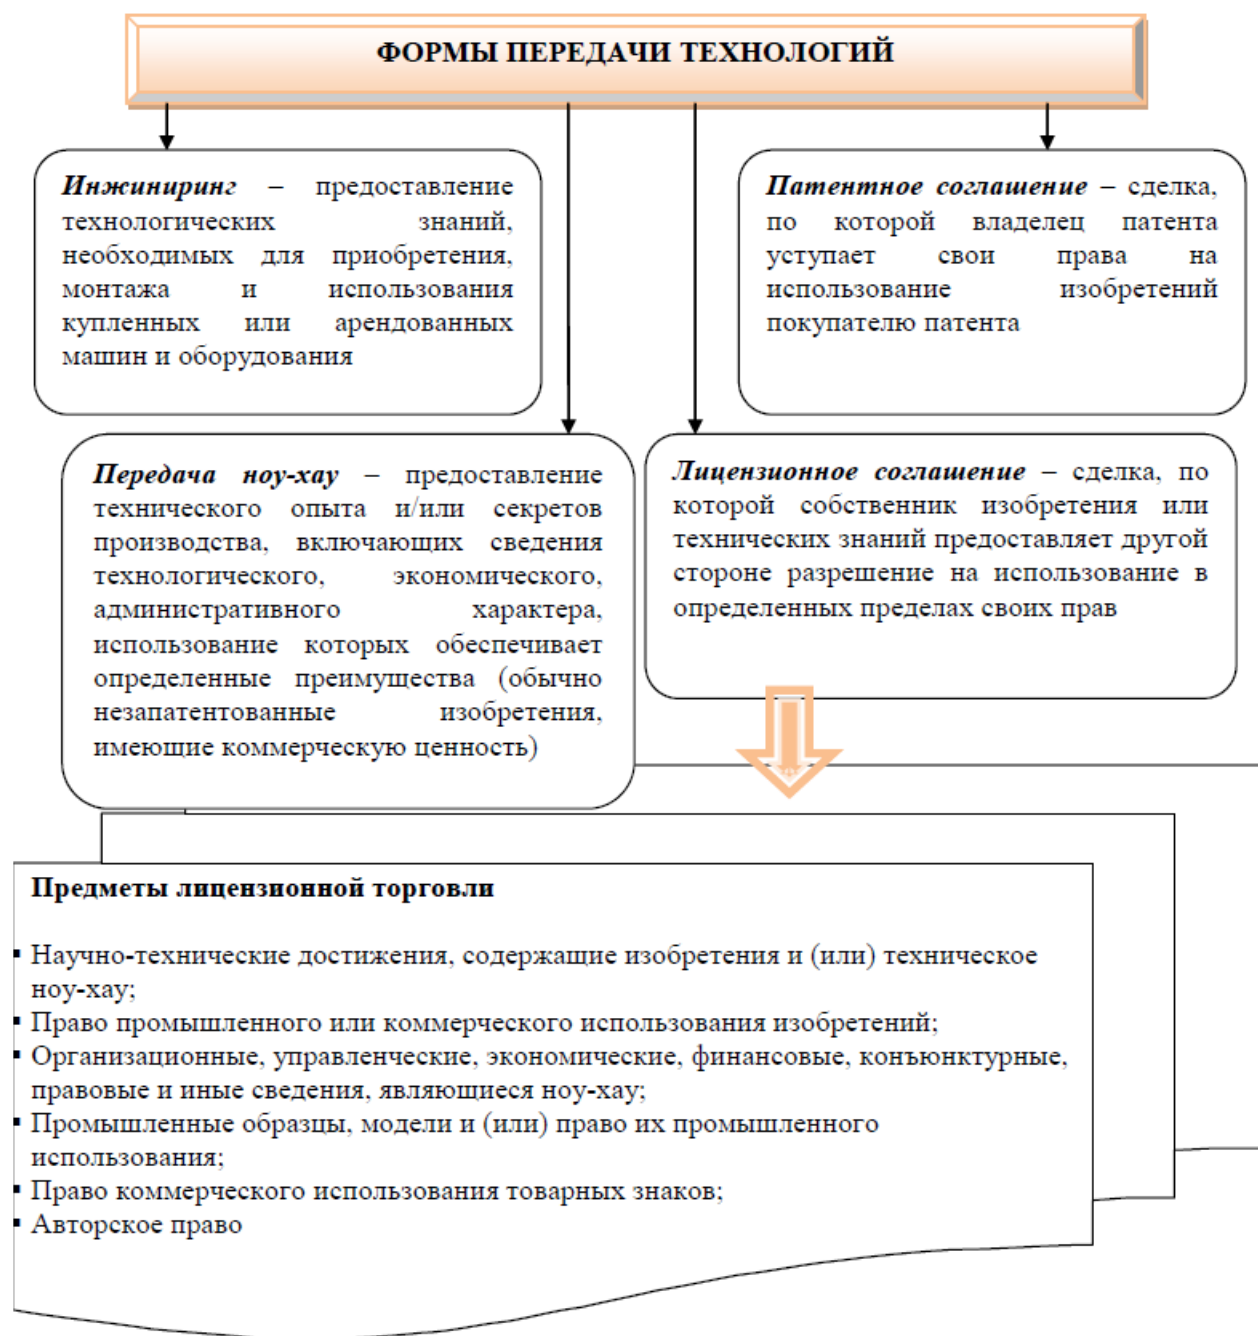 ФОРМЫ ПЕРЕДАЧИ ТЕХНОЛОГИЙ
Инжиниринг – предоставление
технологических знаний,
необходимых для приобретения,
монтажа и использования
купленных или арендованных
машин и оборудования
Патентное соглашение – сделка,
по которой владелец патента
уступает свои права на
использование изобретений
покупателю патента
Передача ноу-хау – предоставление
технического опыта и/или секретов
производства, включающих сведения
технологического, экономического,
административного характера,
использование которых обеспечивает
определенные преимущества (обычно
незапатентованные изобретения,
имеющие коммерческую ценность)
Лицензионное соглашение – сделка, по
которой собственник изобретения или
технических знаний предоставляет другой
стороне разрешение на использование в
определенных пределах своих прав
Предметы лицензионной торговли
▪ Научно-технические достижения, содержащие изобретения и (или) техническое
ноу-хау;
▪ Право промышленного или коммерческого использования изобретений;
▪ Организационные, управленческие, экономические, финансовые, конъюнктурные,
правовые и иные сведения, являющиеся ноу-хау;
▪ Промышленные образцы, модели и (или) право их промышленного
использования;
▪ Право коммерческого использования товарных знаков;
▪ Авторское право